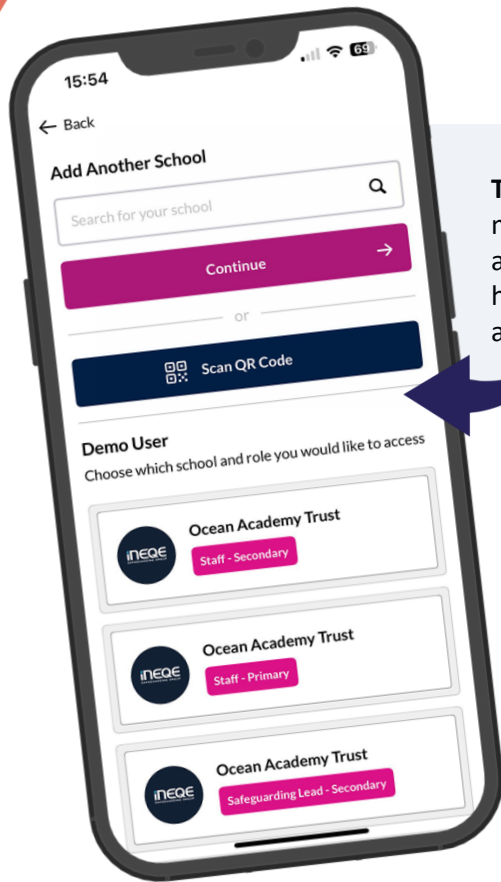 15:54
69
← Back
Add Another School
Search for your school
Continue →
or
Scan QR Code
Demo User
Choose which school and role you would like to access
iNEQE
Ocean Academy Trust
Staff - Secondary
iNEQE
Ocean Academy Trust
Staff - Primary
iNEQE
Ocean Academy Trust
Safeguarding Lead - Secondary